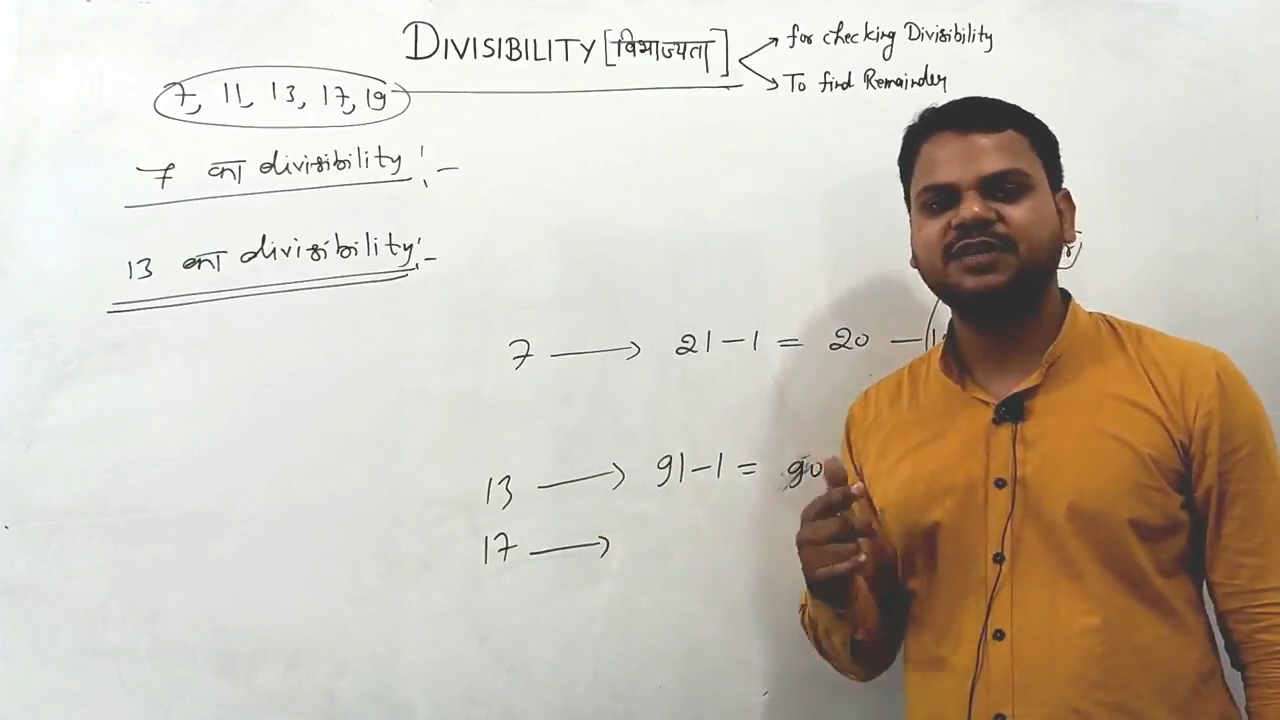 DIVISIBILITY [विभाज्यता]
for checking Divisibility
To find Remainder
7, 11, 13, 17, 19
7 का divisibility :-
13 का divisibility :-
7 → 21-1 = 20 -
13 → 91-1 = 90
17 →